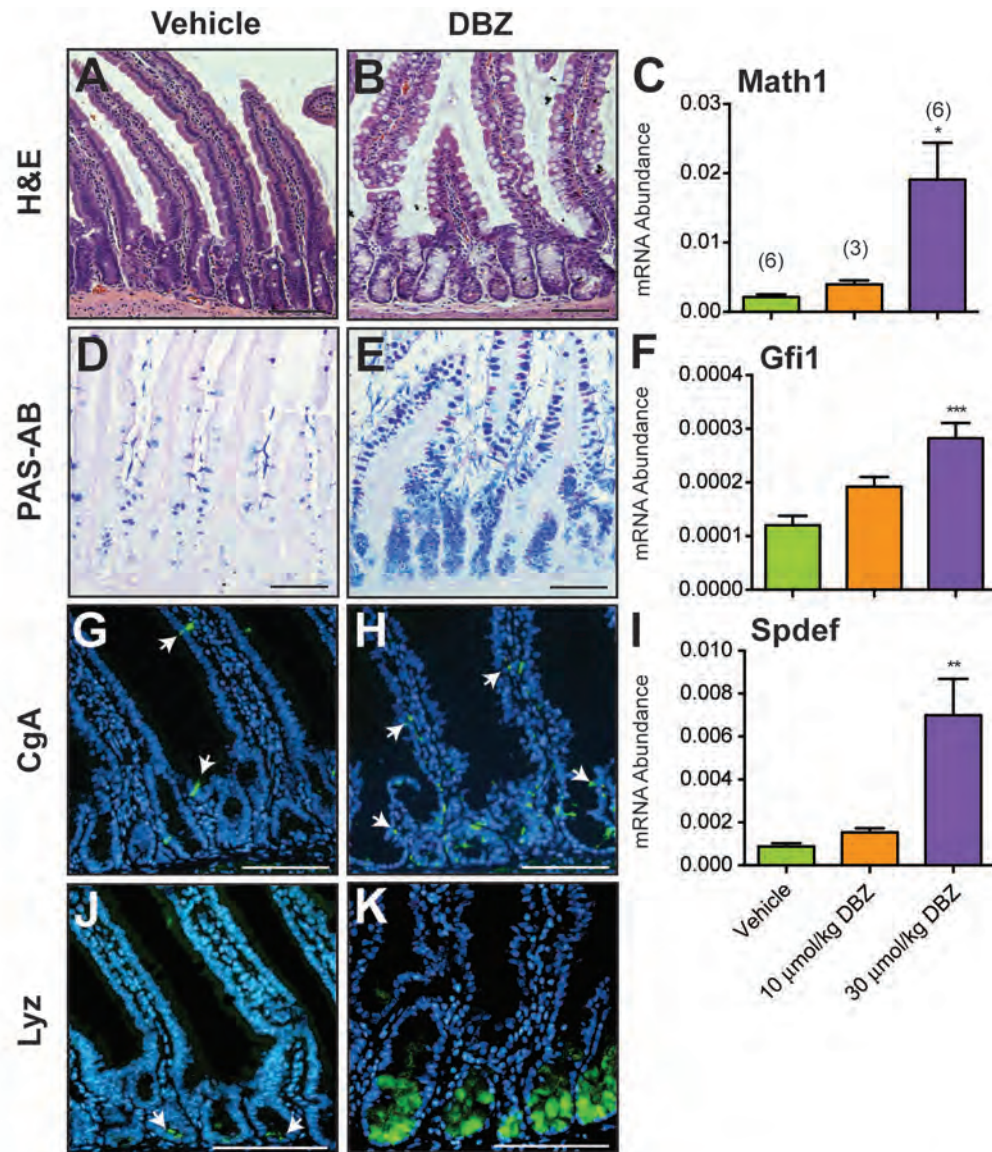 Vehicle
DBZ
H&E
A
B
C
Math1
mRNA Abundance
0.03
0.02
0.01
0.00
(6)
(3)
(6)
*
PAS-AB
D
E
F
Gfi1
mRNA Abundance
0.0004
0.0003
0.0002
0.0001
0.0000
***
CgA
G
H
I
Spdef
mRNA Abundance
0.010
0.008
0.006
0.004
0.002
0.000
**
Vehicle
10 μmol/kg DBZ
30 μmol/kg DBZ
Lyz
J
K